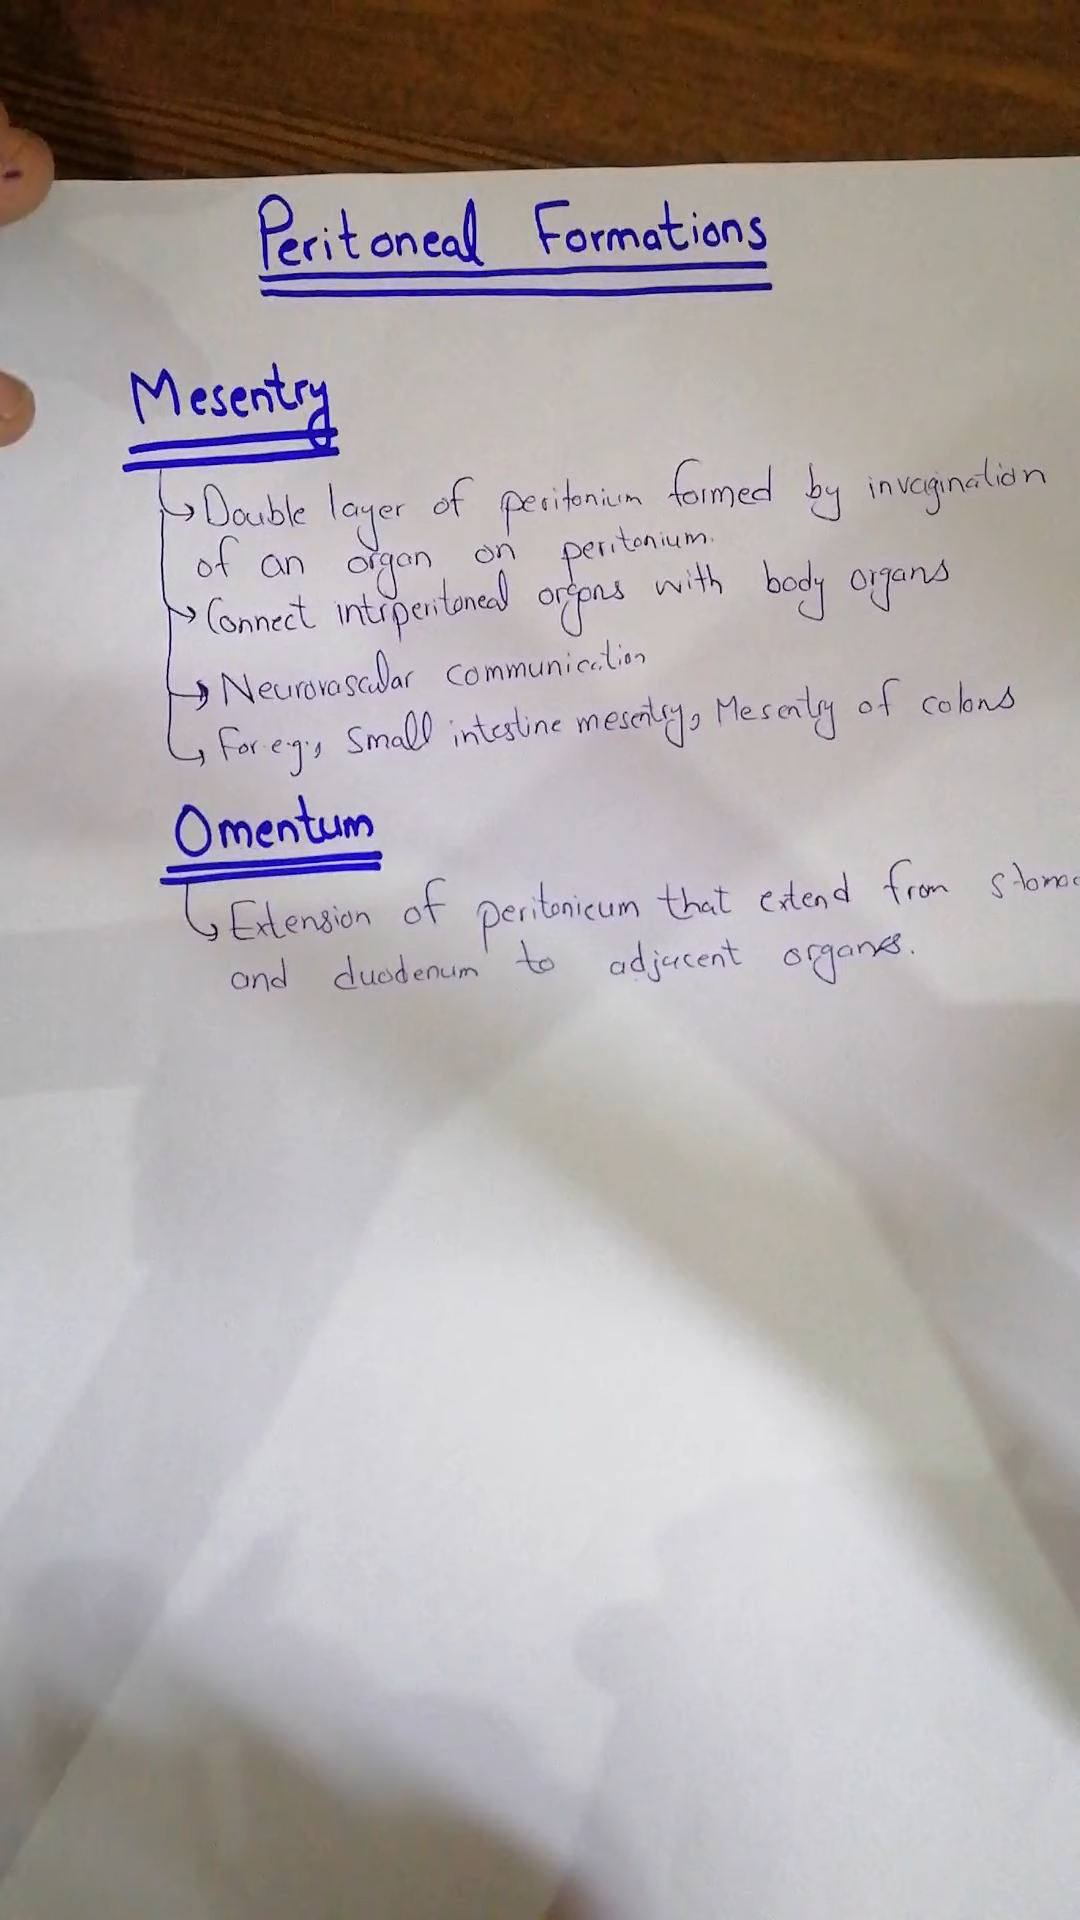 Peritoneal Formations
Mesentry
Double layer of peritonium formed by invagination
of an organ on peritonium.
Connect intrperitoneal organs with body organs
Neurovascular communication
For e.g., Small intestine mesentry, Mesentry of colons
Omentum
Extension of peritonicum that extend from stomac
and duodenum to adjacent organs.